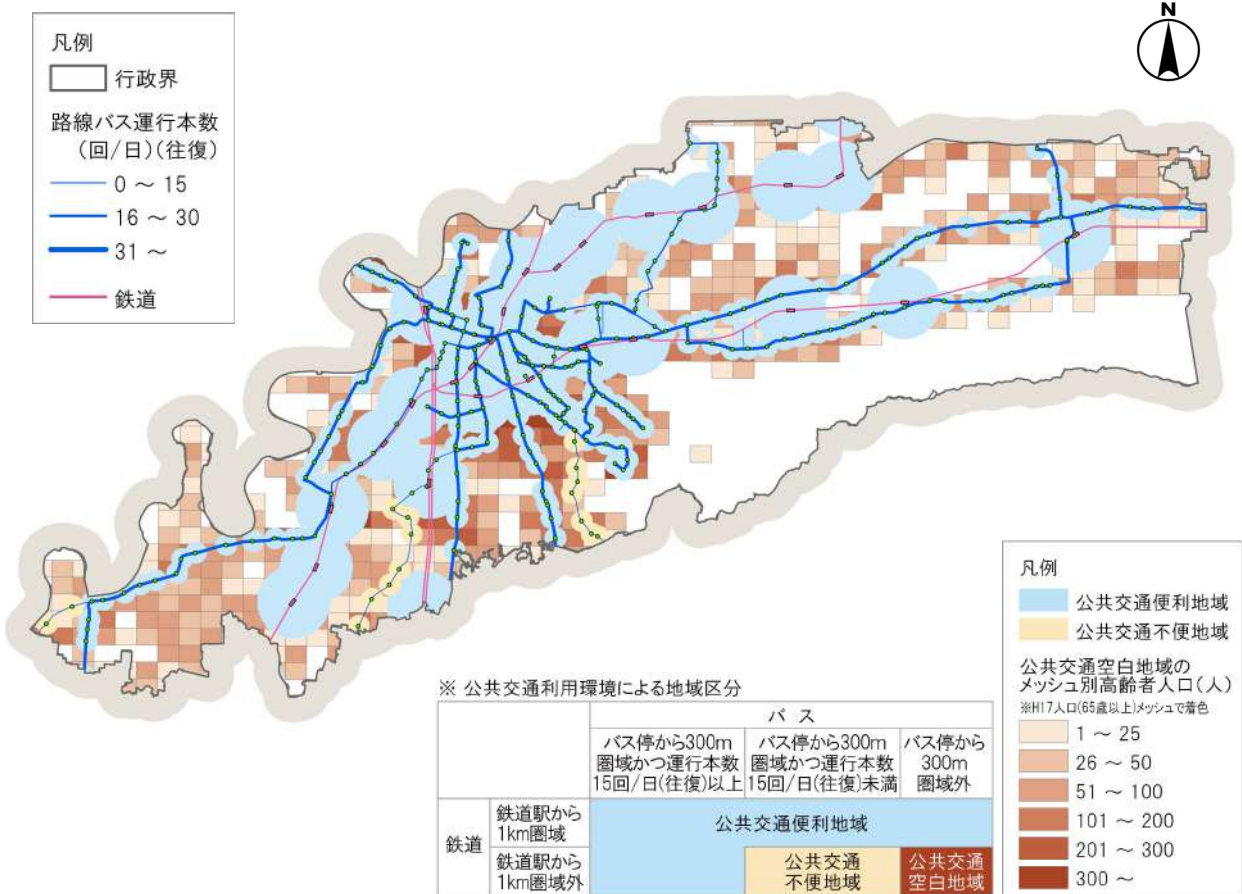 N
凡例
行政界
路線バス運行本数
(回/日)(往復)
0 ~ 15
16 ~ 30
31 ~
鉄道
凡例
公共交通便利地域
公共交通不便地域
公共交通空白地域の
メッシュ別高齢者人口(人)
※H17人口(65歳以上)メッシュで着色
1 ~ 25
26 ~ 50
51 ~ 100
101 ~ 200
201 ~ 300
300 ~
※ 公共交通利用環境による地域区分
バス
バス停から300m
圏域かつ運行本数
15回/日(往復)以上
バス停から300m
圏域かつ運行本数
15回/日(往復)未満
バス停から
300m
圏域外
鉄道
鉄道駅から
1km圏域
公共交通便利地域
鉄道駅から
1km圏域外
公共交通
不便地域
公共交通
空白地域